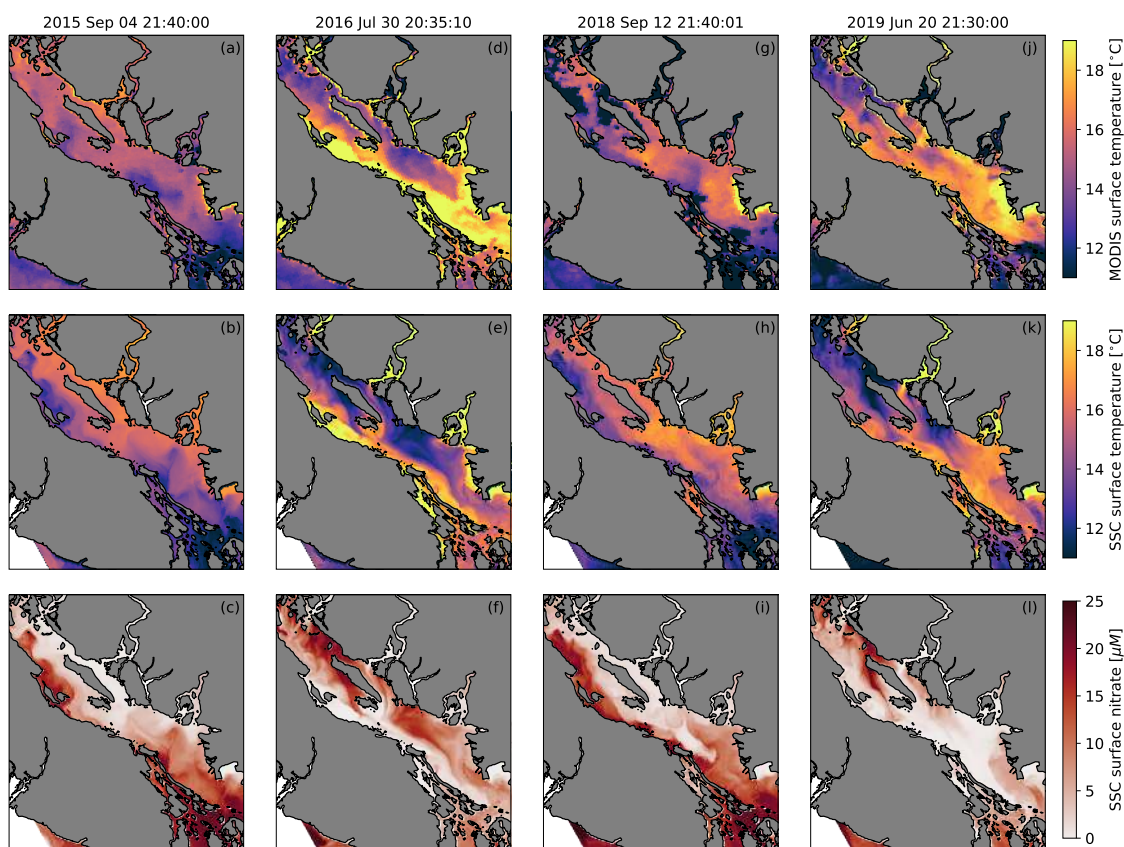 2015 Sep 04 21:40:00
2016 Jul 30 20:35:10
2018 Sep 12 21:40:01
2019 Jun 20 21:30:00
(a)
(d)
(g)
(j)
18
16
14
12
MODIS surface temperature [°C]
(b)
(e)
(h)
(k)
18
16
14
12
SSC surface temperature [°C]
(c)
(f)
(i)
(l)
25
20
15
10
5
0
SSC surface nitrate [μM]